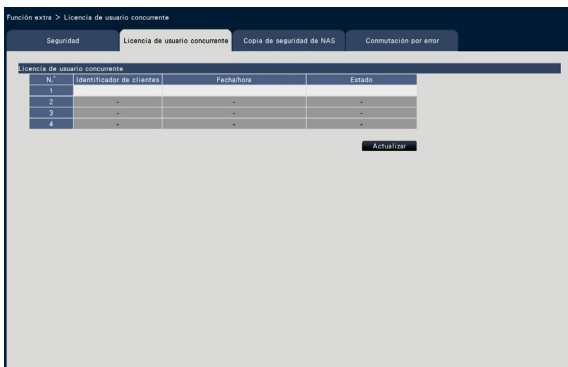 Función extra > Licencia de usuario concurrente
Seguridad Licencia de usuario concurrente Copia de seguridad de NAS Conmutación por error
Licencia de usuario concurrente
N.° Identificador de clientes Fecha/hora Estado
1
2 - - -
3 - - -
4 - - -
Actualizar